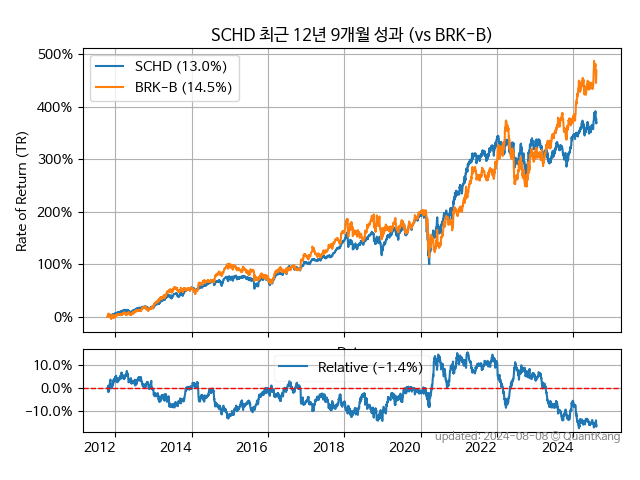 SCHD 최근 12년 9개월 성과 (vs BRK-B)
SCHD (13.0%)
BRK-B (14.5%)
Rate of Return (TR)
500%
400%
300%
200%
100%
0%
Relative (-1.4%)
10.0%
0.0%
-10.0%
2012 2014 2016 2018 2020 2022 2024
updated: 2024-08-08 © QuantKang